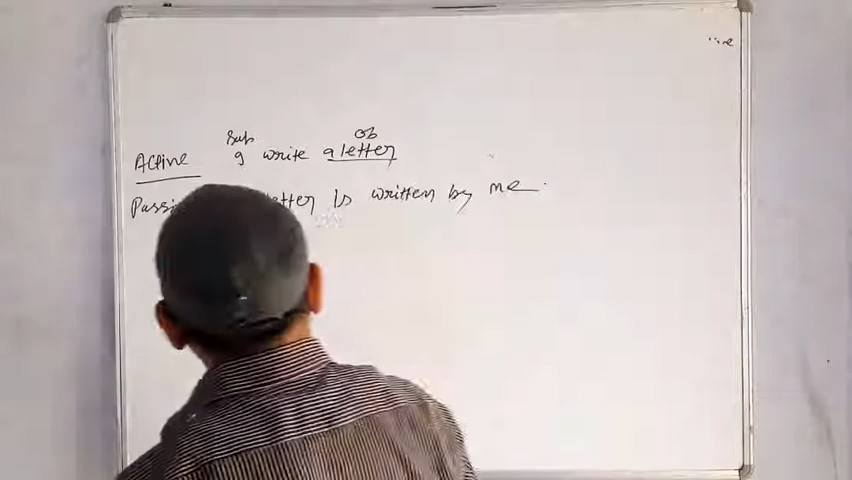 Sub ob
Active I write a letter
Passi letter is written by me.